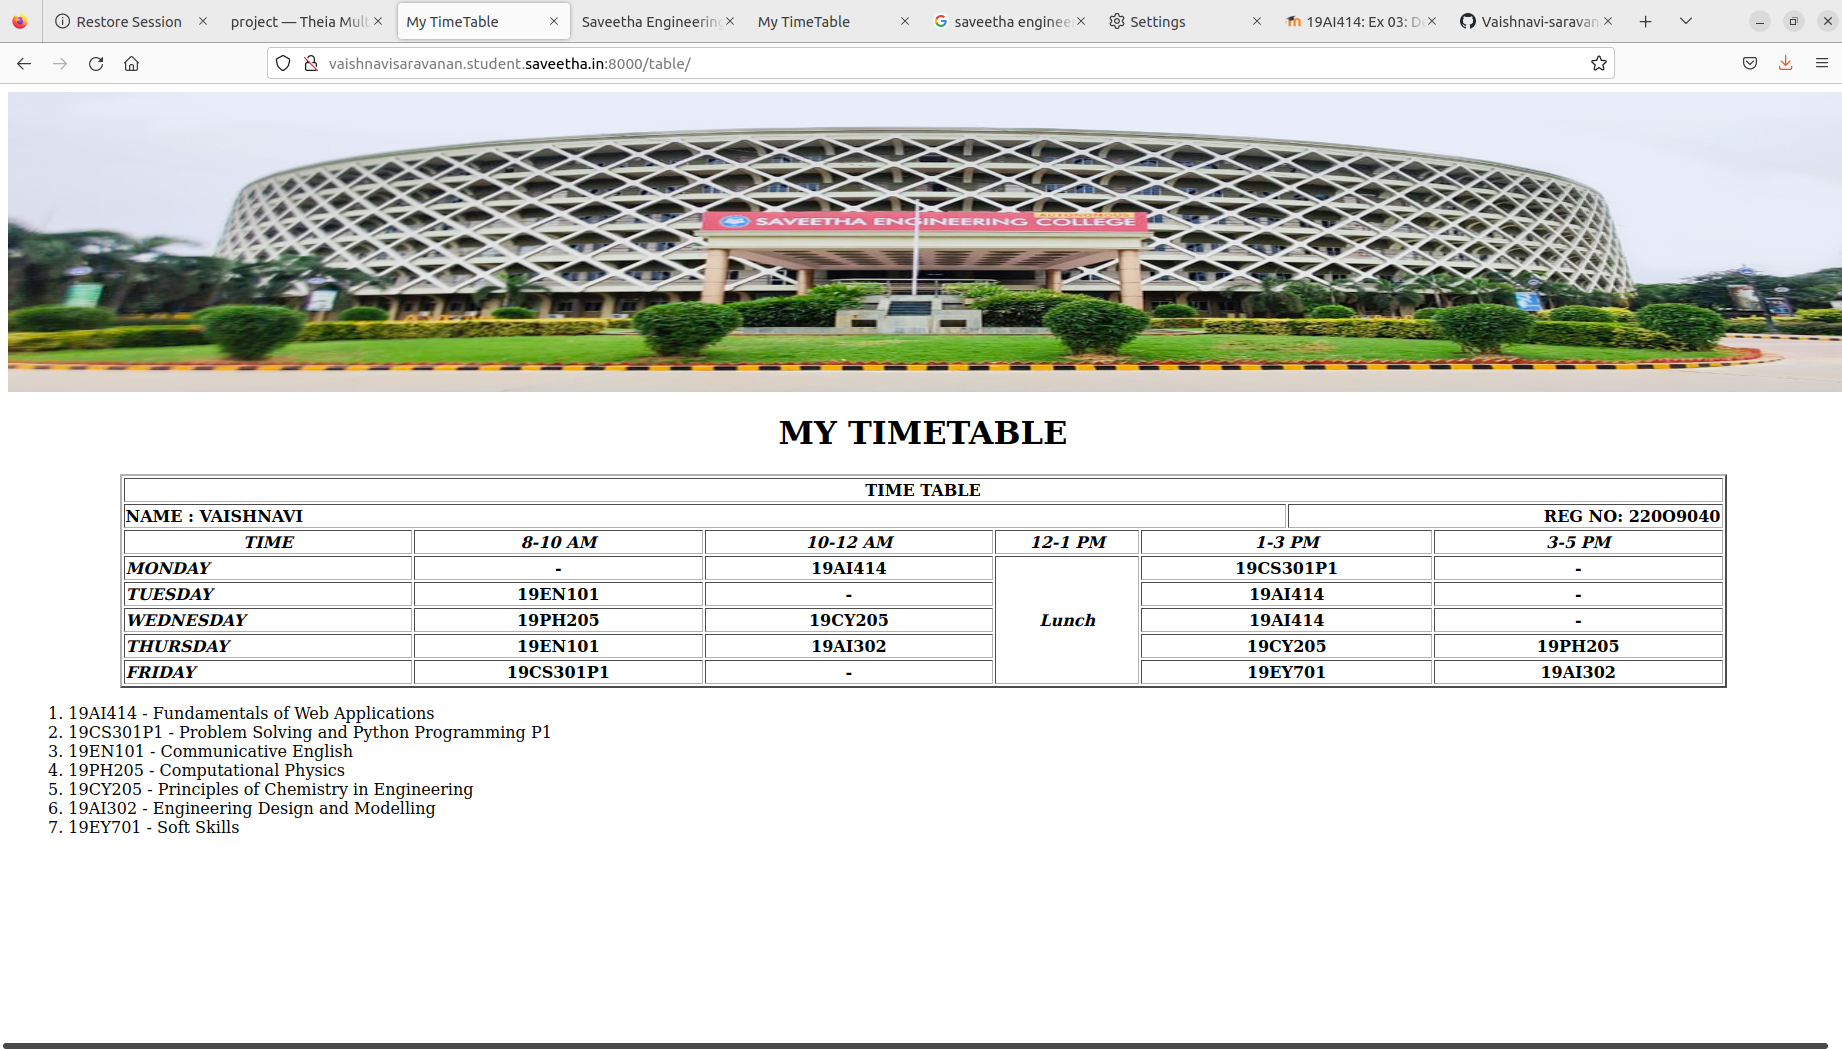 Restore Session
project — Theia Mult
My TimeTable
Saveetha Engineering
My TimeTable
saveetha enginee
Settings
19AI414: Ex 03: De
Vaishnavi-saravan
vaishnavisaravanan.student.saveetha.in:8000/table/
AUTONOMOUS
SAVEETHA ENGINEERING COLLEGE
MY TIMETABLE
TIME TABLE
NAME : VAISHNAVI REG NO: 220O9040
TIME 8-10 AM 10-12 AM 12-1 PM 1-3 PM 3-5 PM
MONDAY - 19AI414 19CS301P1 -
TUESDAY 19EN101 - 19AI414 -
WEDNESDAY 19PH205 19CY205 Lunch 19AI414 -
THURSDAY 19EN101 19AI302 19CY205 19PH205
FRIDAY 19CS301P1 - 19EY701 19AI302
1. 19AI414 - Fundamentals of Web Applications
2. 19CS301P1 - Problem Solving and Python Programming P1
3. 19EN101 - Communicative English
4. 19PH205 - Computational Physics
5. 19CY205 - Principles of Chemistry in Engineering
6. 19AI302 - Engineering Design and Modelling
7. 19EY701 - Soft Skills